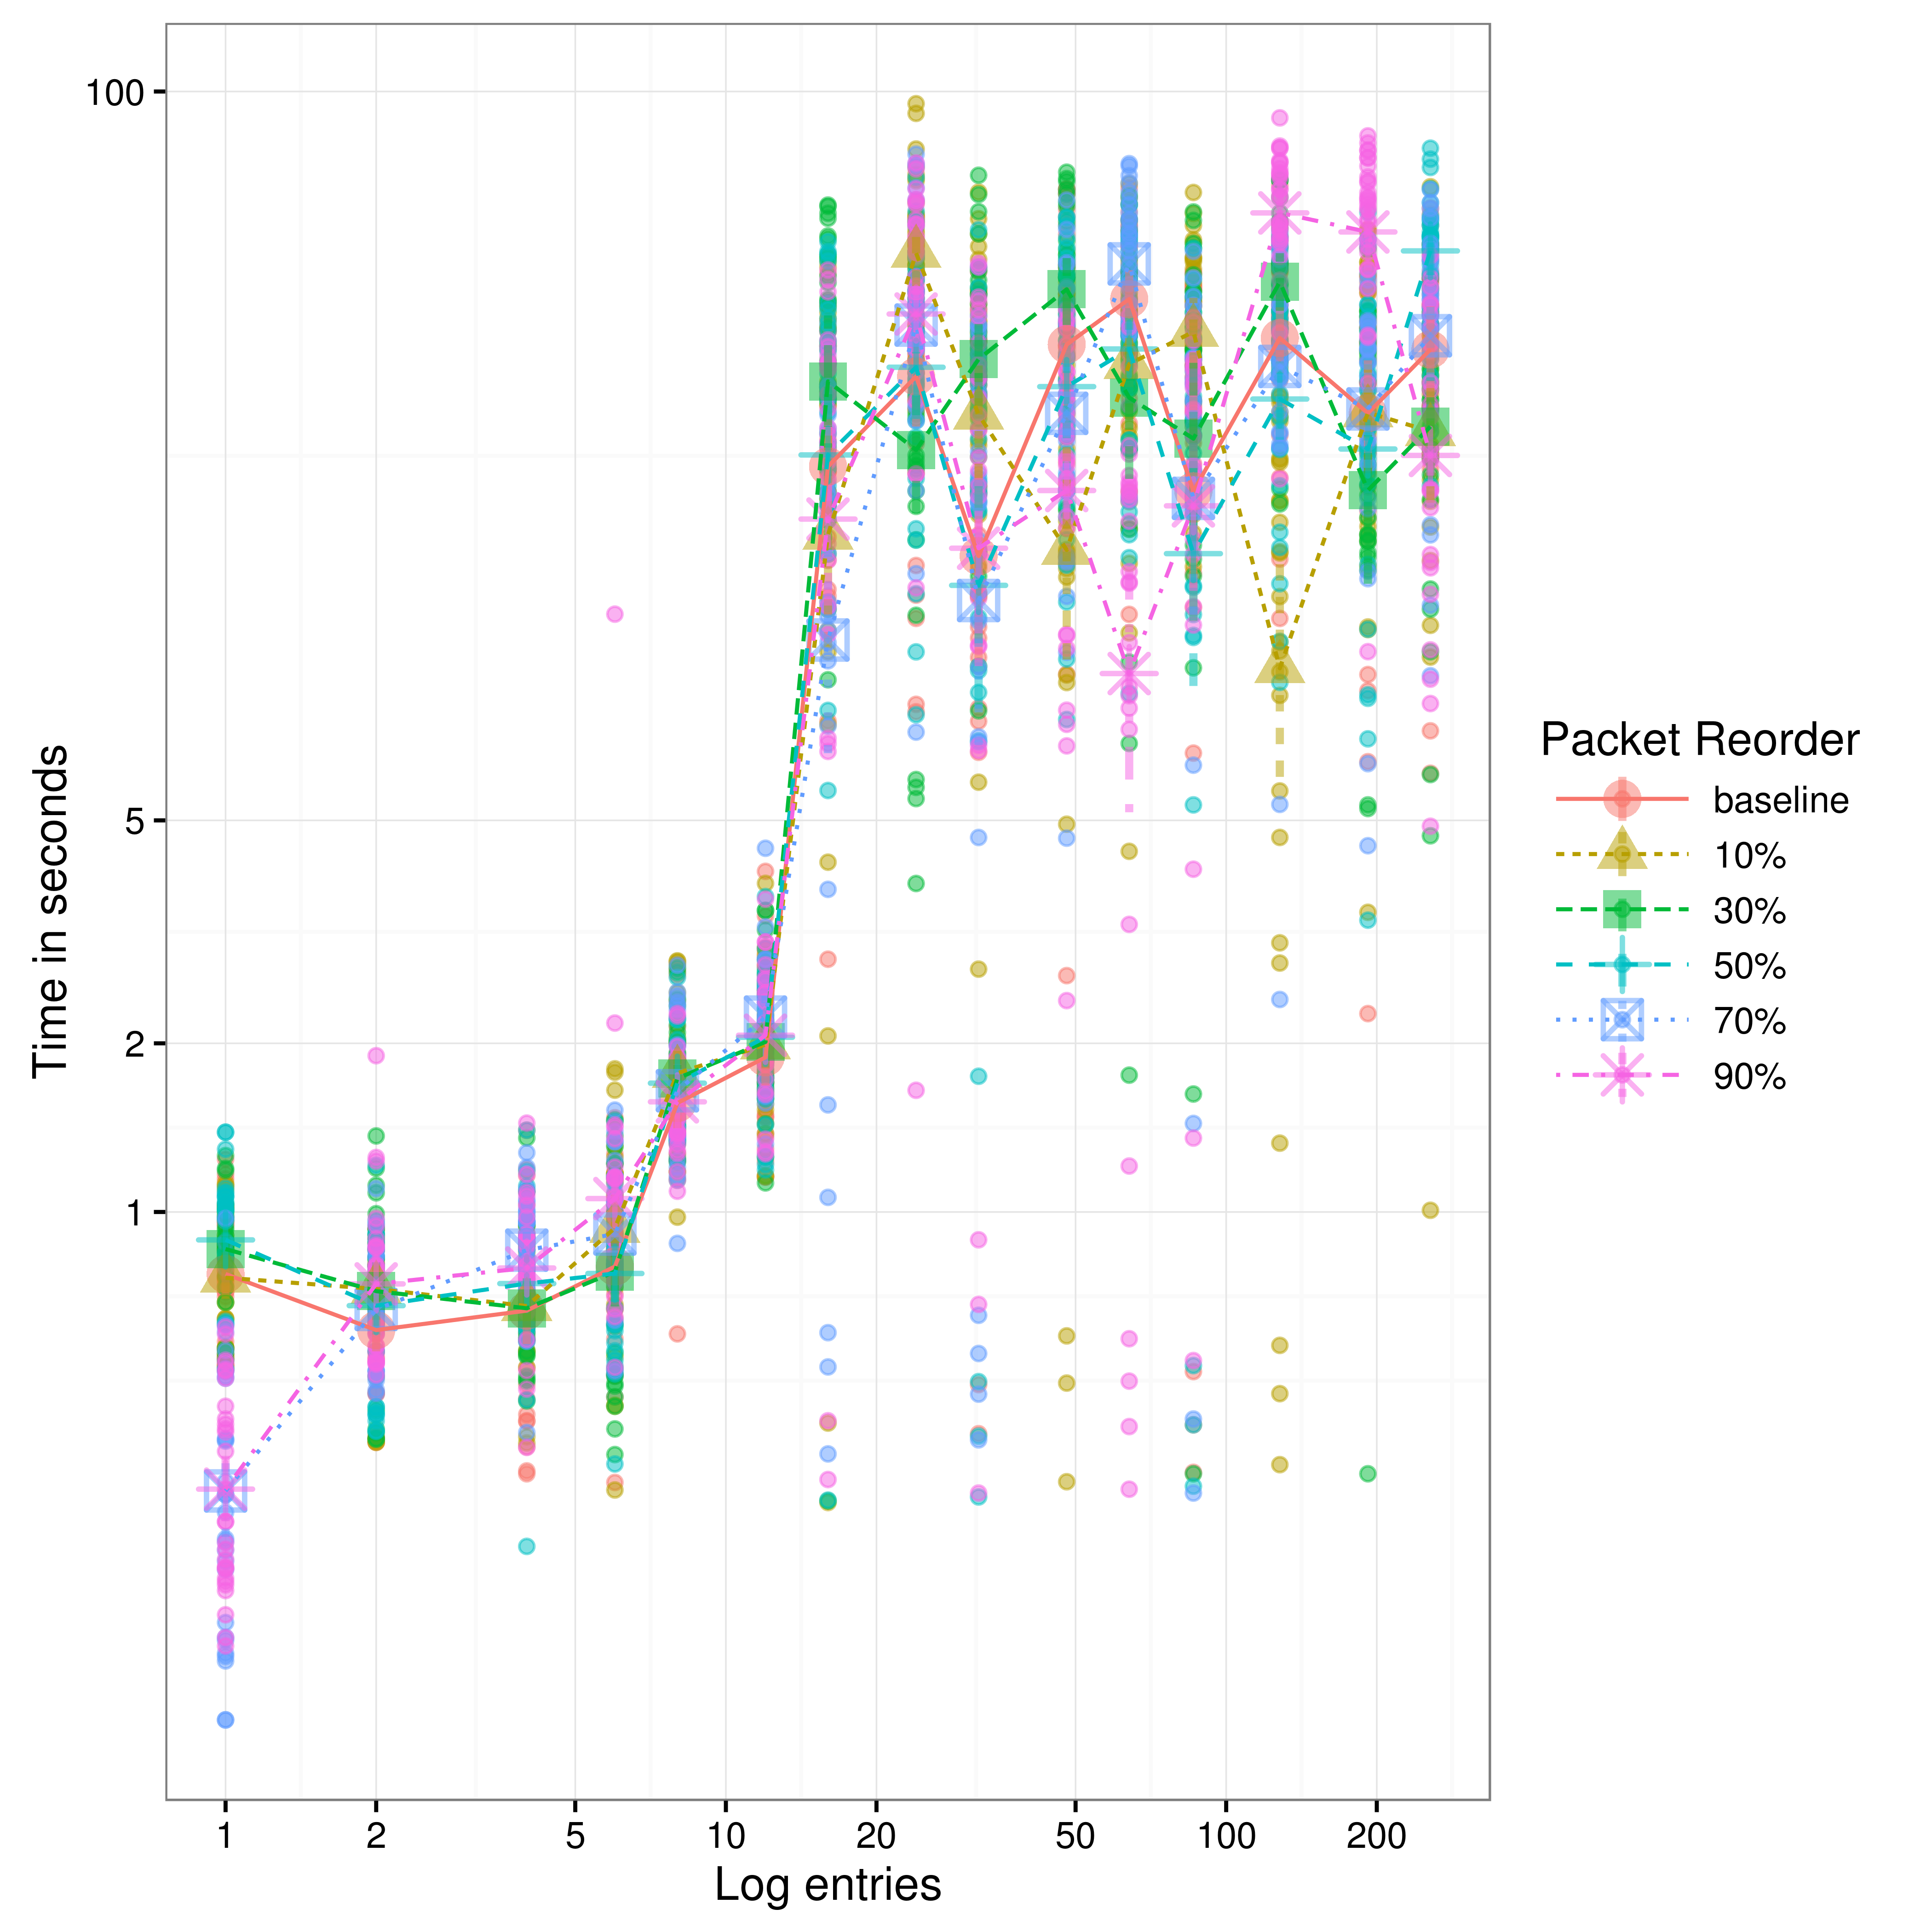 100
5
2
1
Time in seconds
1 2 5 10 20 50 100 200
Log entries
Packet Reorder
baseline
10%
30%
50%
70%
90%